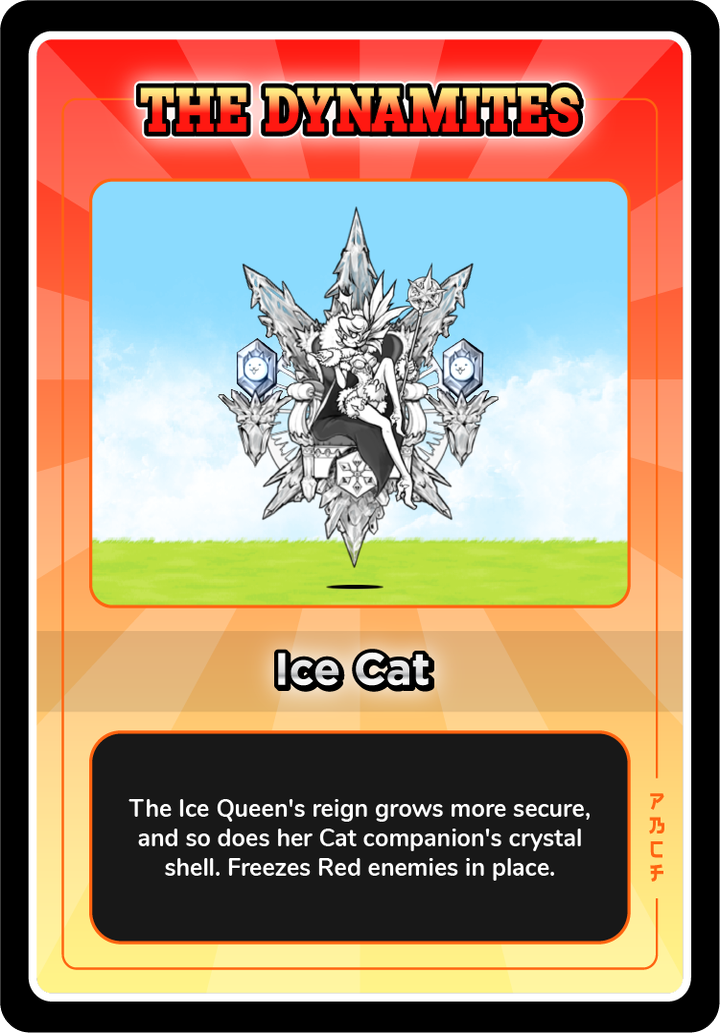 THE DYNAMITES
Ice Cat
The Ice Queen's reign grows more secure,
and so does her Cat companion's crystal
shell. Freezes Red enemies in place.
ア乃匚チ